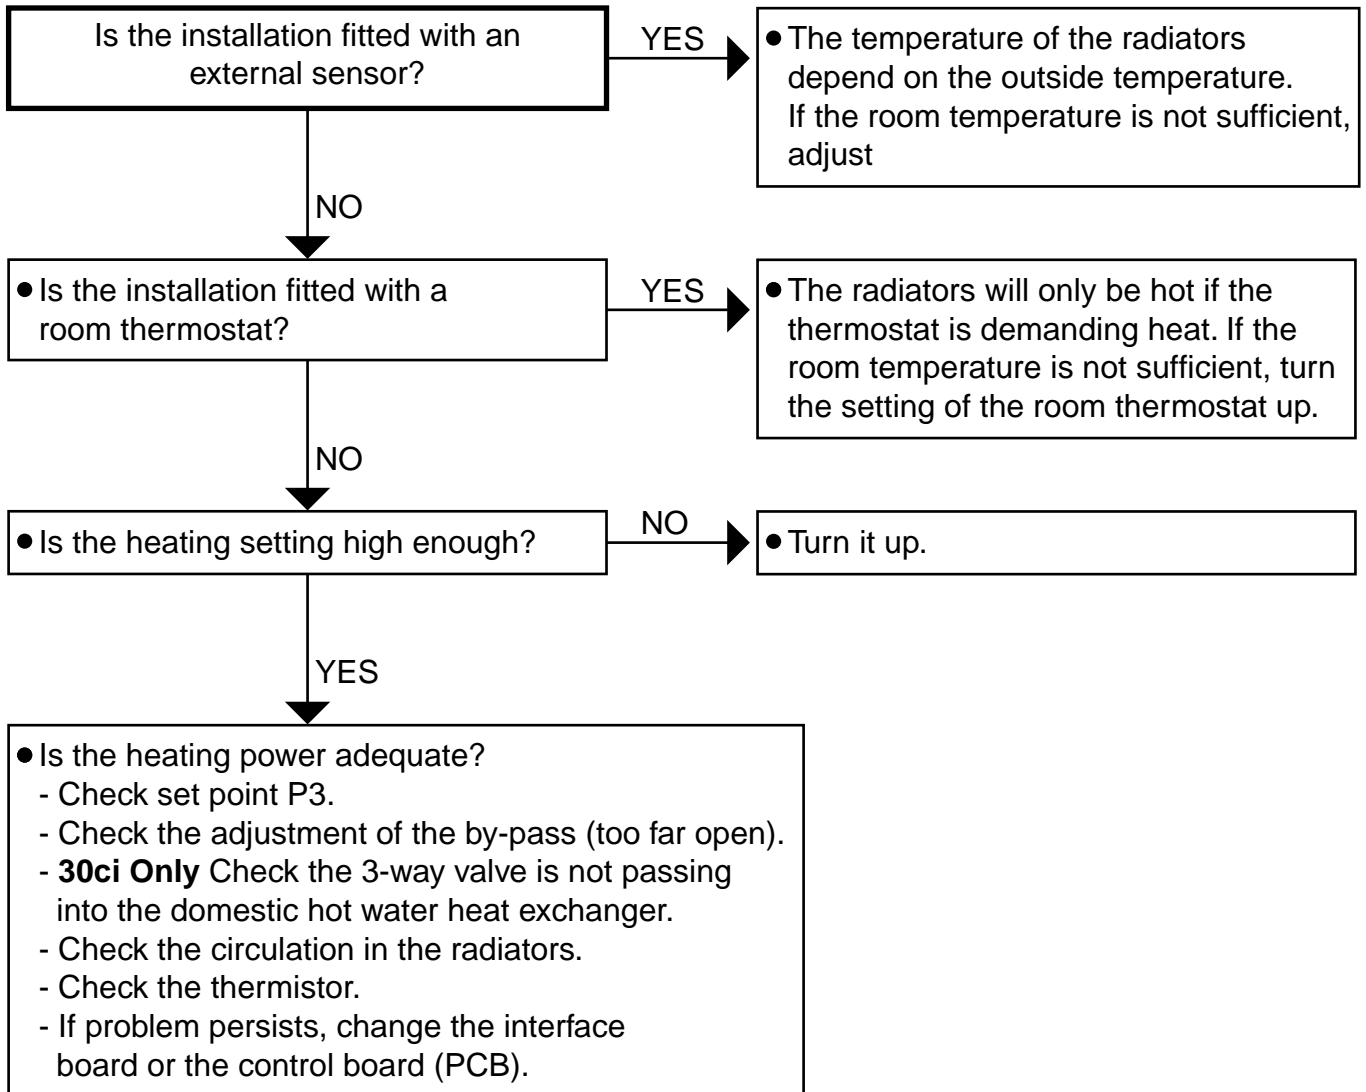 Is the installation fitted with an
external sensor?
YES
● The temperature of the radiators
depend on the outside temperature.
If the room temperature is not sufficient,
adjust
NO
● Is the installation fitted with a
room thermostat?
YES
● The radiators will only be hot if the
thermostat is demanding heat. If the
room temperature is not sufficient, turn
the setting of the room thermostat up.
NO
● Is the heating setting high enough?
NO
● Turn it up.
YES
● Is the heating power adequate?
- Check set point P3.
- Check the adjustment of the by-pass (too far open).
- 30ci Only Check the 3-way valve is not passing
into the domestic hot water heat exchanger.
- Check the circulation in the radiators.
- Check the thermistor.
- If problem persists, change the interface
board or the control board (PCB).